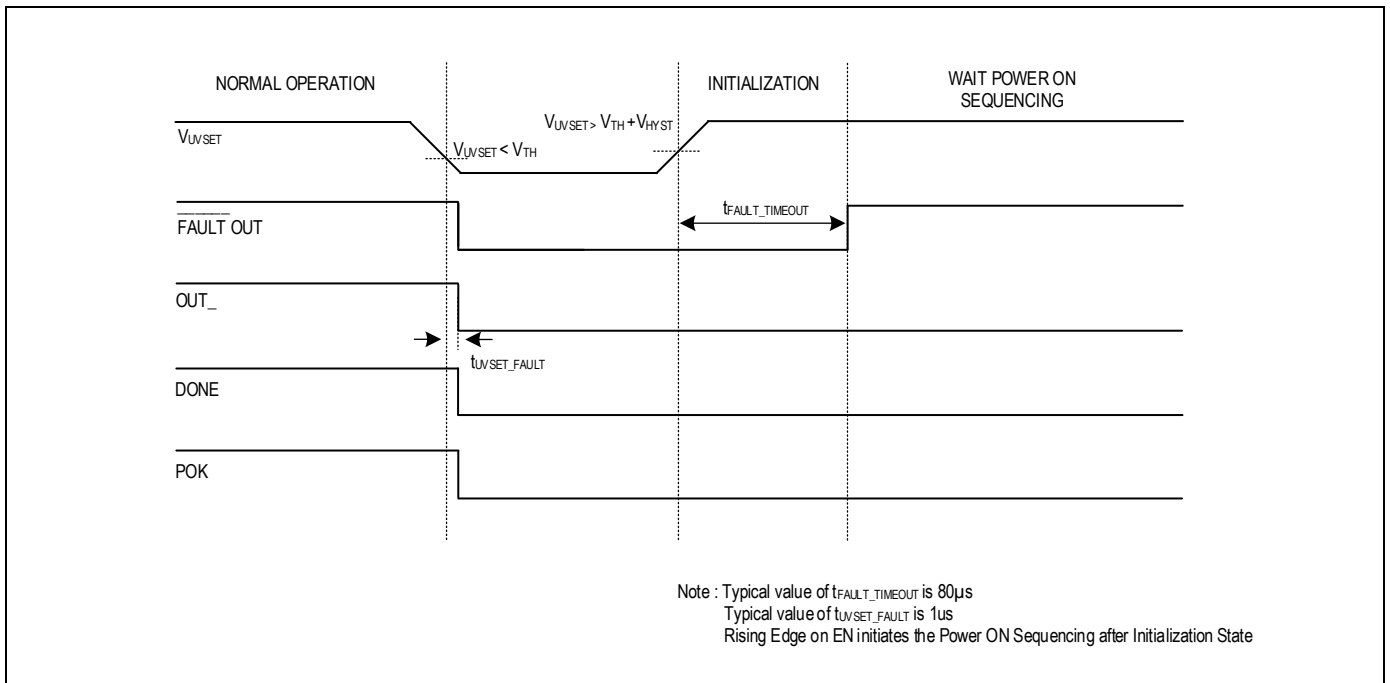 NORMAL OPERATION
INITIALIZATION
WAIT POWER ON
SEQUENCING
VUVSET
VUVSET < VTH
VUVSET > VTH + VHYST
FAULT OUT
tFAULT_TIMEOUT
OUT_
tUVSET_FAULT
DONE
POK
Note : Typical value of tFAULT_TIMEOUT is 80µs
Typical value of tUVSET_FAULT is 1us
Rising Edge on EN initiates the Power ON Sequencing after Initialization State